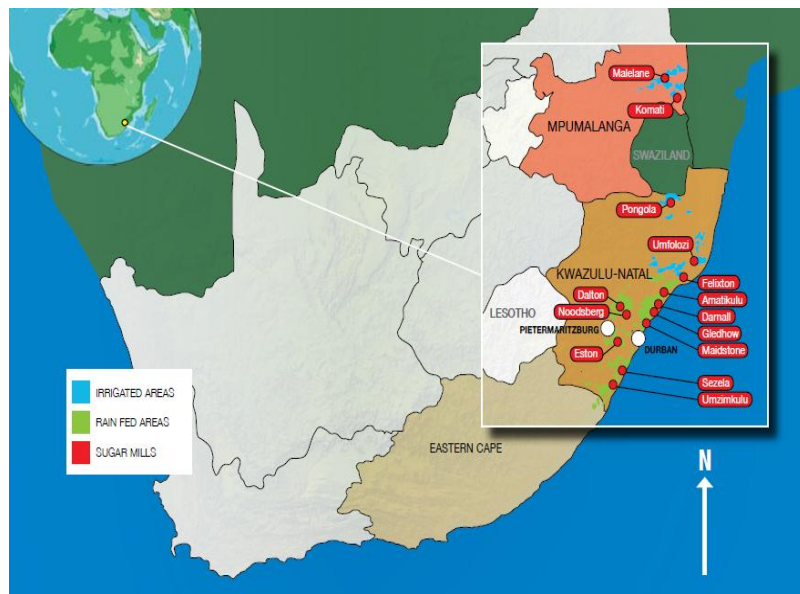 Malelane
Komati
MPUMALANGA
SWAZILAND
Pongola
Umfolozi
KWAZULU-NATAL
Felixton
Dalton
Amatikulu
LESOTHO
Noodsberg
Darnall
PIETERMARITZBURG
Gledhow
Eston
DURBAN
Maidstone
Sezela
Umzimkulu
IRRIGATED AREAS
RAIN FED AREAS
SUGAR MILLS
EASTERN CAPE
N